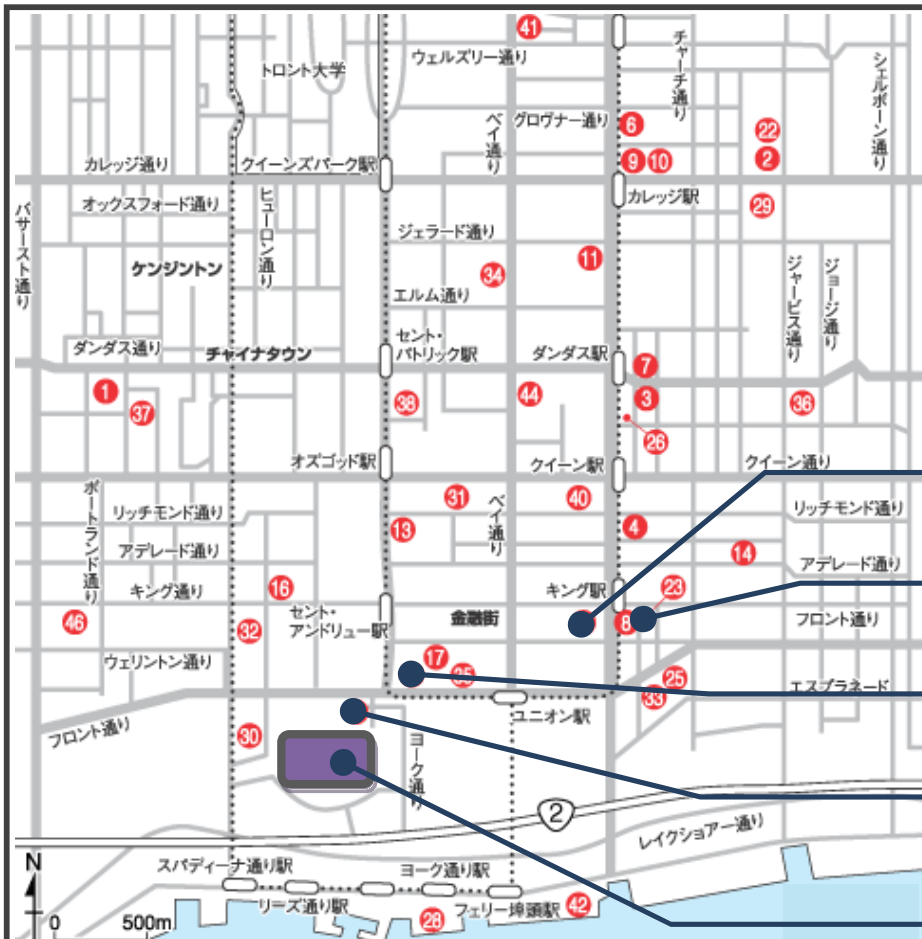 41
ウェルズリー通り
チャーチ通り
シェルボーン通り
トロント大学
ベイ通り
グロヴナー通り
6
22
カレッジ通り
クイーンズパーク駅
9
10
2
カレッジ駅
オックスフォード通り
ヒューロン通り
29
バサースト通り
ジェラード通り
ケンジントン
34
11
ジャービス通り
ジョージ通り
エルム通り
ダンダス通り
チャイナタウン
セント・
パトリック駅
ダンダス駅
7
1
37
38
44
3
36
26
オズゴッド駅
クイーン駅
クイーン通り
ポートランド通り
31
ベイ通り
40
リッチモンド通り
13
4
リッチモンド通り
アデレード通り
14
アデレード通り
キング通り
16
キング駅
23
46
32
セント・
アンドリュー駅
金融街
8
フロント通り
ウェリントン通り
17
35
25
33
エスプラネード
フロント通り
30
ユニオン駅
ヨーク通り
2
レイクショアー通り
N
スパディーナ通り駅
ヨーク通り駅
リーズ通り駅
フェリー埠頭駅
42
28
0
500m